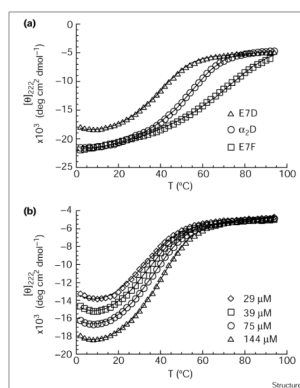 (a)
[θ]222
x10³ (deg cm² dmol⁻¹)
-5
-10
-15
-20
-25
0 20 40 60 80 100
T (°C)
△ E7D
○ α2D
□ E7F
(b)
[θ]222
x10³ (deg cm² dmol⁻¹)
-4
-6
-8
-10
-12
-14
-16
-18
-20
0 20 40 60 80 100
T (°C)
◇ 29 µM
□ 39 µM
○ 75 µM
△ 144 µM
Structure